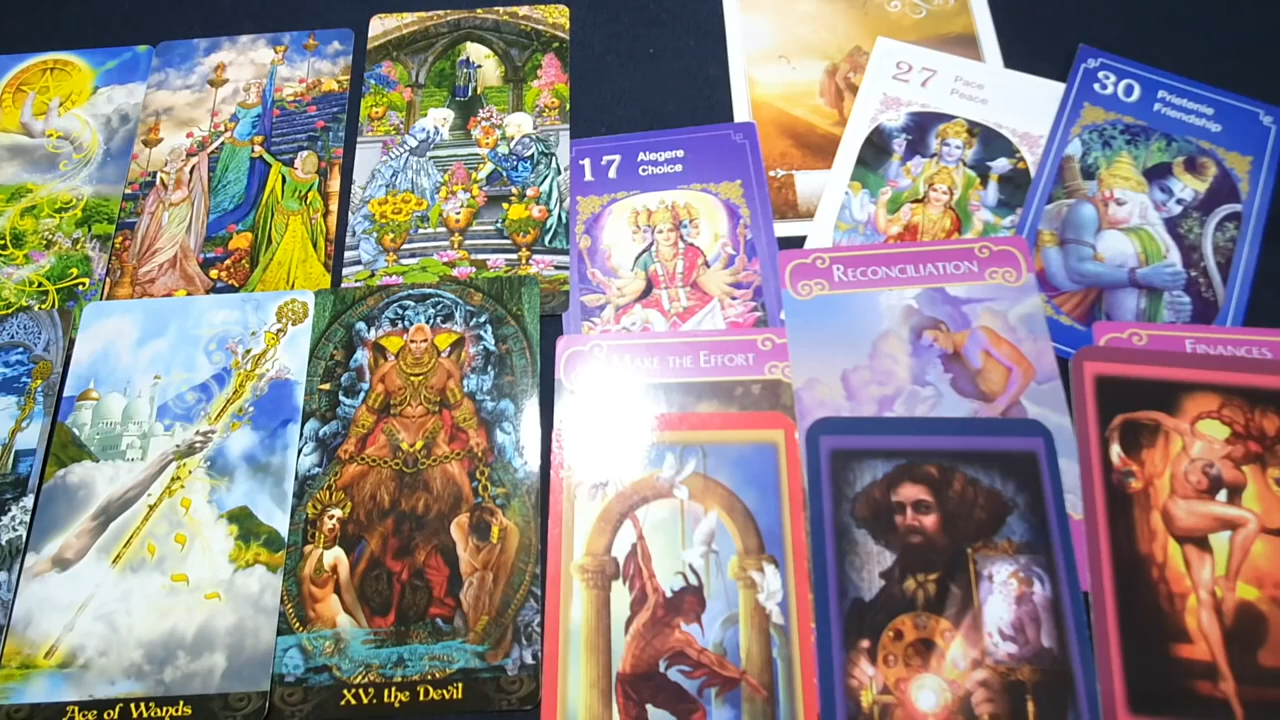 27 Pace
Peace
30 Prietenie
Friendship
17 Alegere
Choice
RECONCILIATION
MAKE THE EFFORT
FINANCES
XV. the Devil
Ace of Wands